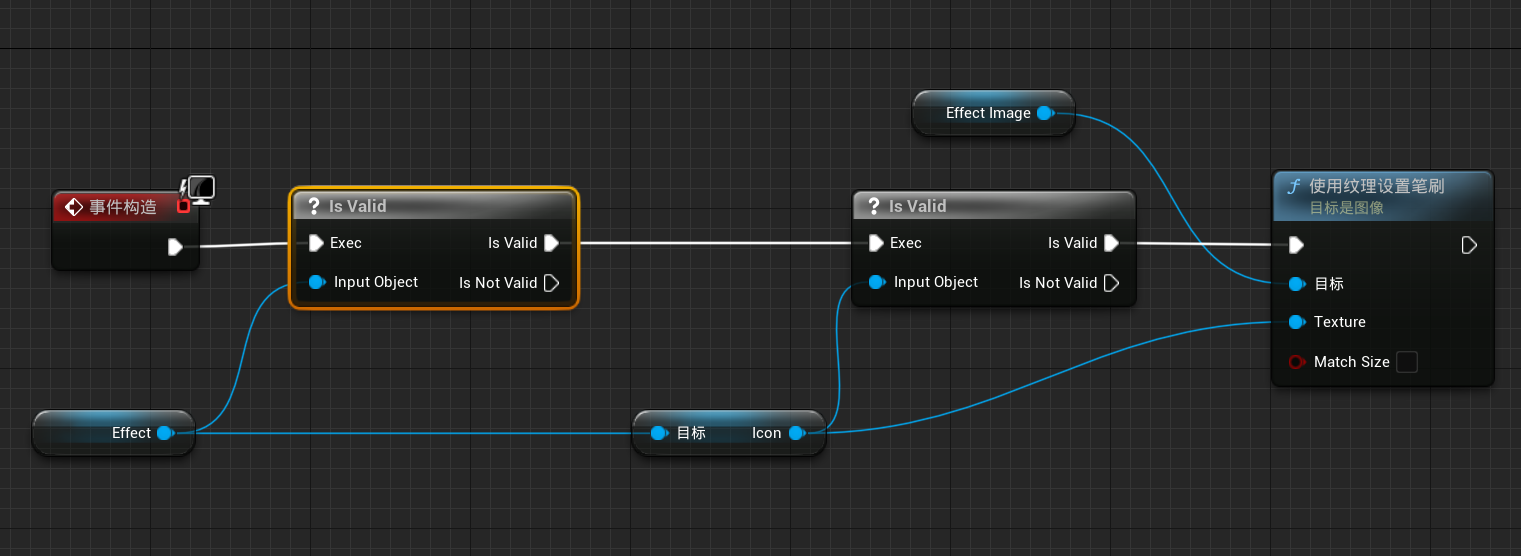 Effect Image
事件构造
? Is Valid
Exec
Is Valid
Input Object
Is Not Valid
? Is Valid
Exec
Is Valid
Input Object
Is Not Valid
f 使用纹理设置笔刷
目标是图像
目标
Texture
Match Size
Effect
目标
Icon